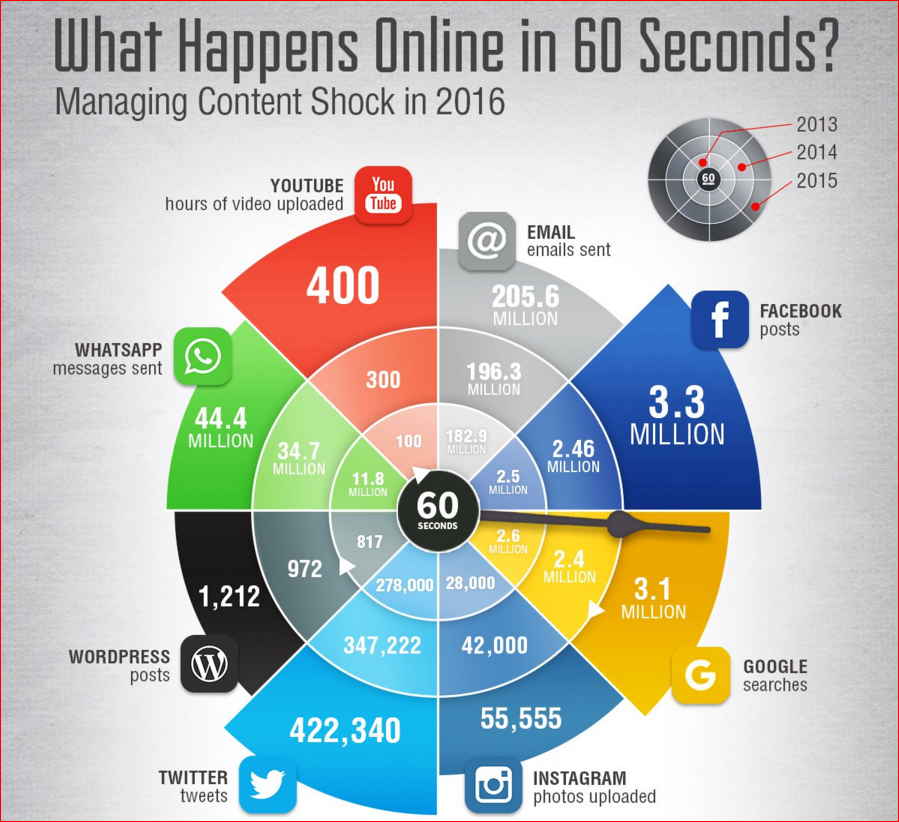 What Happens Online in 60 Seconds?
Managing Content Shock in 2016
2013
2014
2015
60
SECONDS
YOUTUBE
hours of video uploaded
You
Tube
400
300
100
@
EMAIL
emails sent
205.6
MILLION
196.3
MILLION
182.9
MILLION
f
FACEBOOK
posts
3.3
MILLION
2.46
MILLION
2.5
MILLION
WHATSAPP
messages sent
44.4
MILLION
34.7
MILLION
11.8
MILLION
60
SECONDS
2.6
MILLION
2.4
MILLION
3.1
MILLION
G
GOOGLE
searches
817
972
1,212
W
WORDPRESS
posts
278,000
347,222
422,340
TWITTER
tweets
28,000
42,000
55,555
INSTAGRAM
photos uploaded